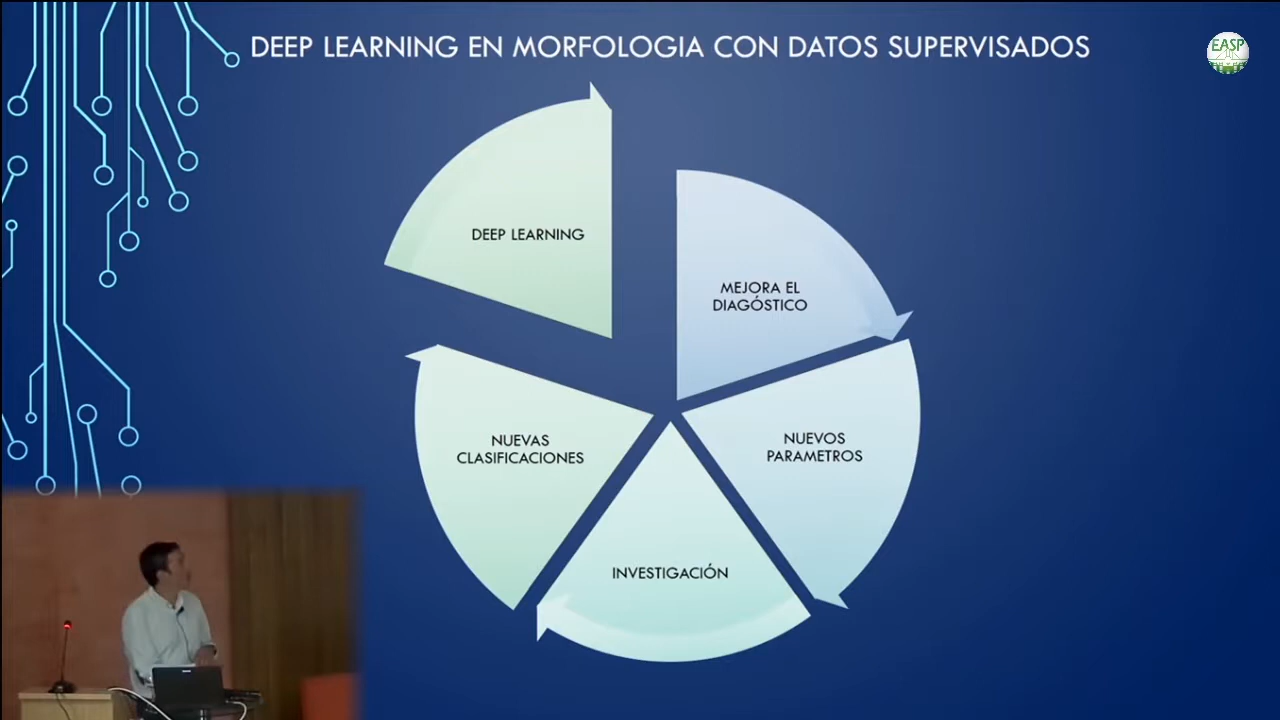 DEEP LEARNING EN MORFOLOGIA CON DATOS SUPERVISADOS
EASP
DEEP LEARNING
MEJORA EL
DIAGÓSTICO
NUEVOS
PARAMETROS
INVESTIGACIÓN
NUEVAS
CLASIFICACIONES